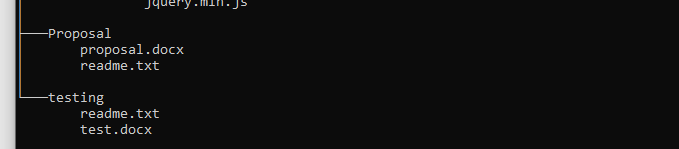 jquery.min.js
Proposal
proposal.docx
readme.txt
testing
readme.txt
test.docx